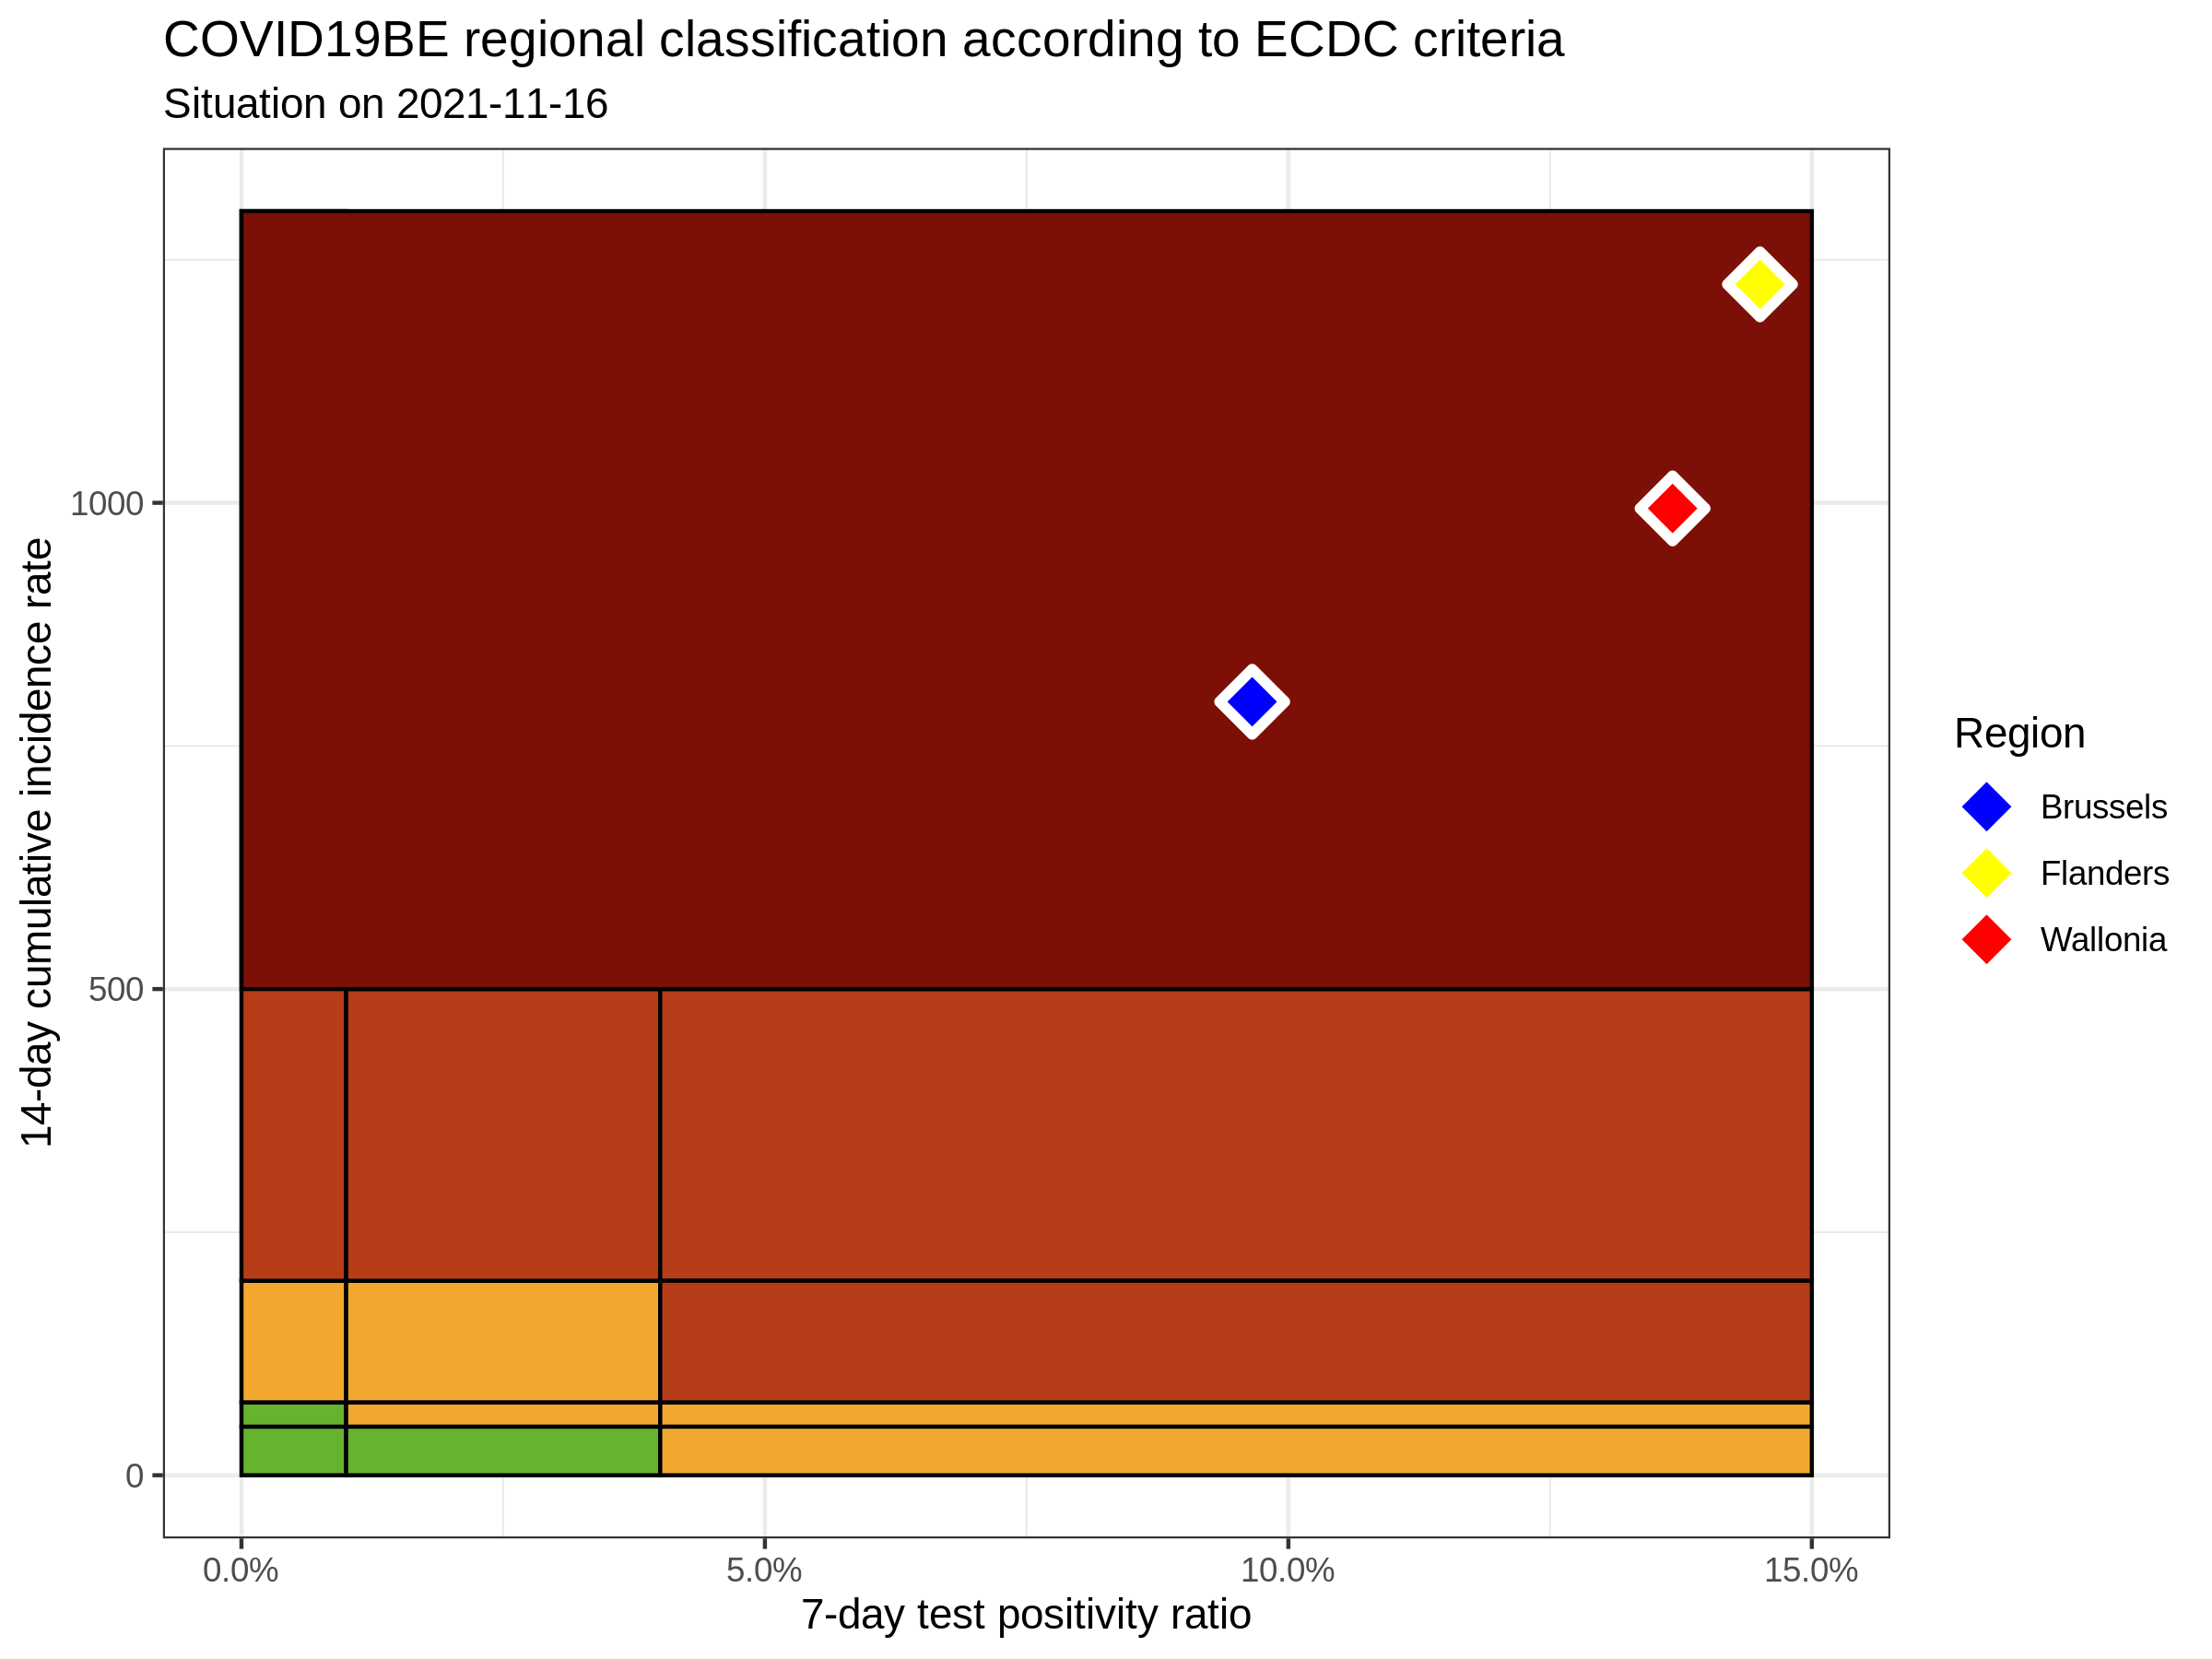 COVID19BE regional classification according to ECDC criteria
Situation on 2021-11-16
14-day cumulative incidence rate
1000
500
0
0.0%
5.0%
10.0%
15.0%
7-day test positivity ratio
Region
Brussels
Flanders
Wallonia